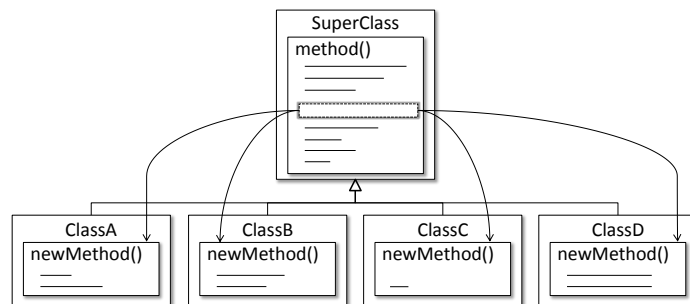 SuperClass
method()
ClassA
ClassB
ClassC
ClassD
newMethod()
newMethod()
newMethod()
newMethod()